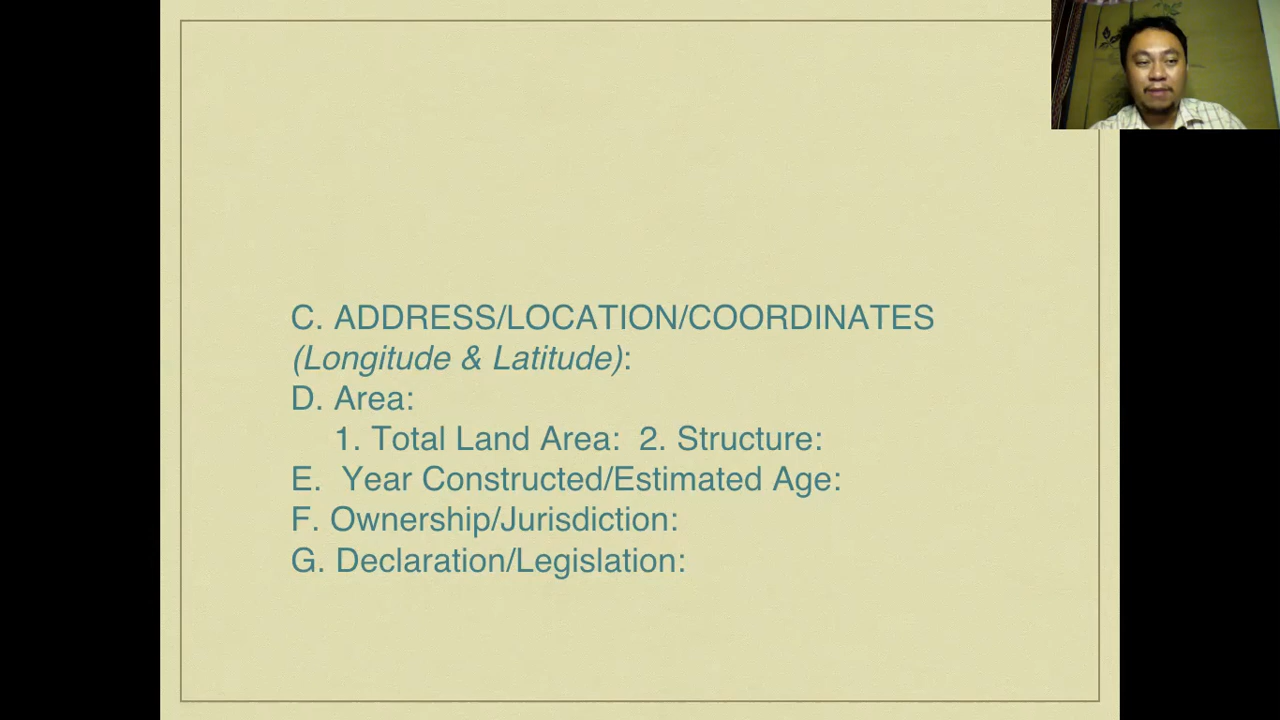 C. ADDRESS/LOCATION/COORDINATES
(Longitude & Latitude):
D. Area:
1. Total Land Area:  2. Structure:
E.  Year Constructed/Estimated Age:
F. Ownership/Jurisdiction:
G. Declaration/Legislation: